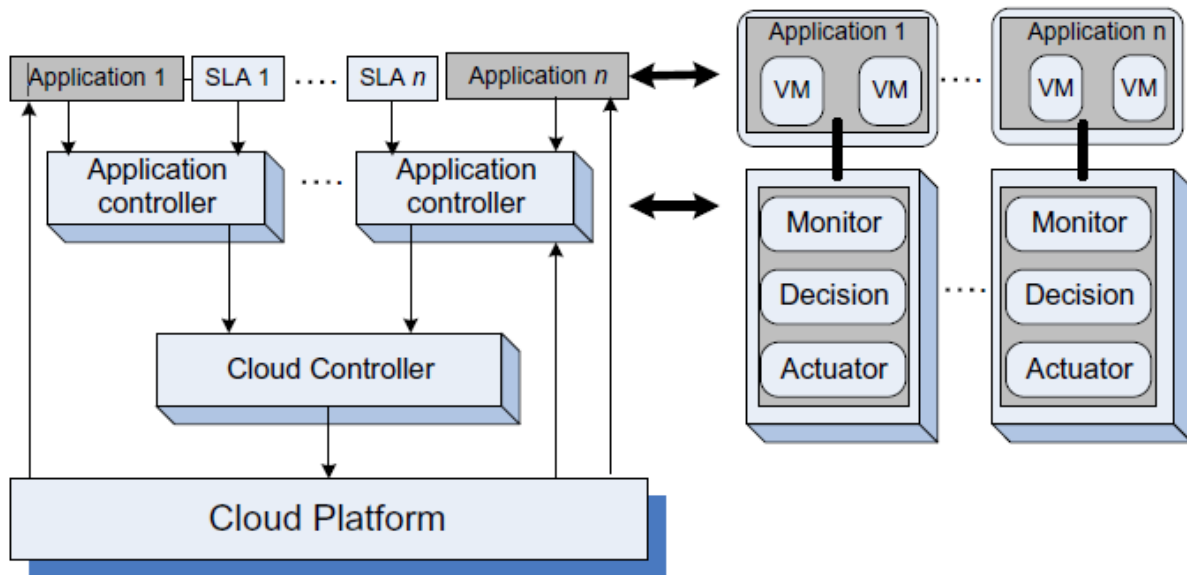 Application 1
SLA 1
....
SLA n
Application n
Application
controller
....
Application
controller
Cloud Controller
Cloud Platform
Application 1
VM
VM
....
Application n
VM
VM
Monitor
Decision
Actuator
....
Monitor
Decision
Actuator